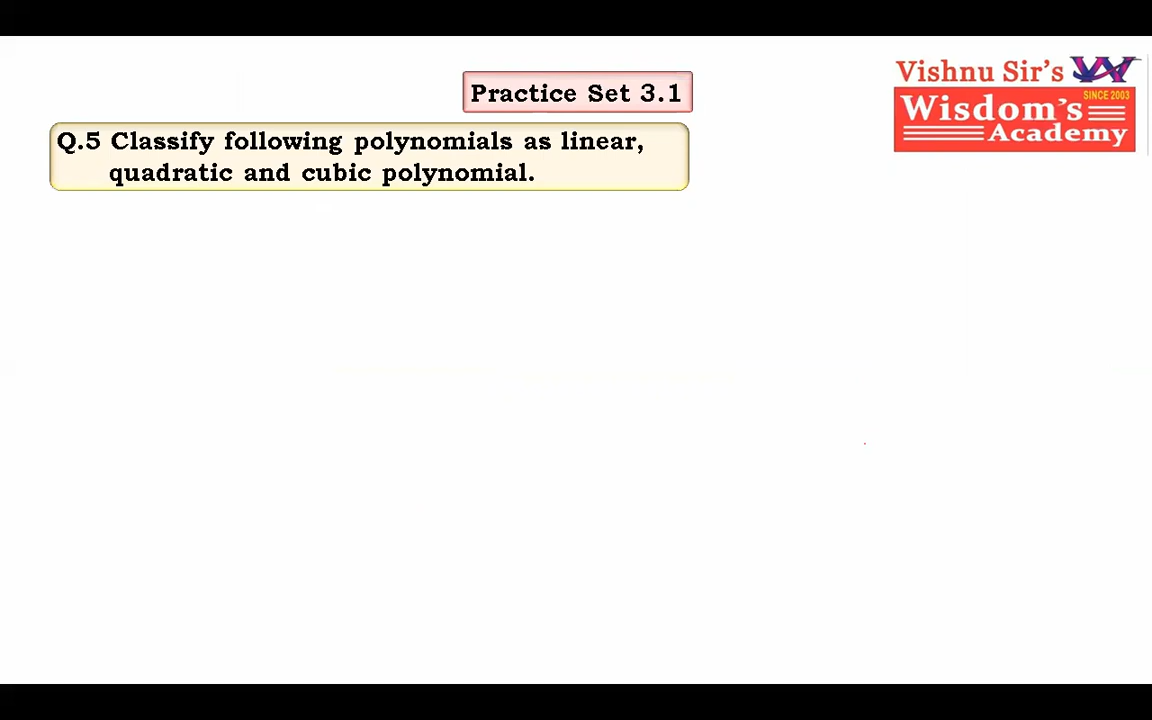 Practice Set 3.1
Vishnu Sir's
SINCE 2003
Wisdom's
Academy
Q.5 Classify following polynomials as linear,
quadratic and cubic polynomial.